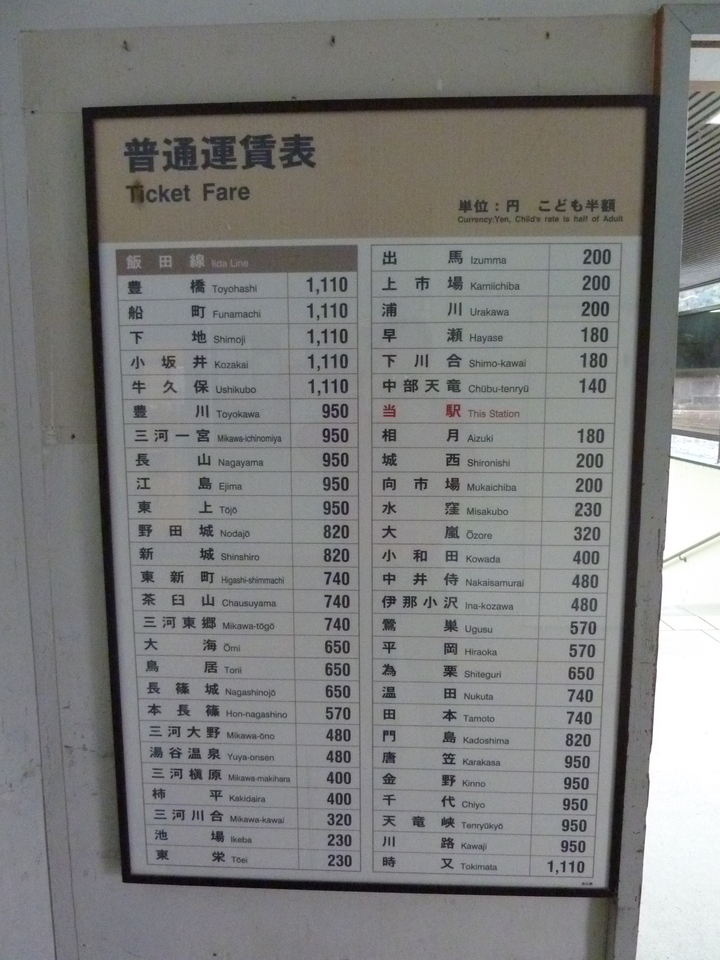 普通運賃表
Ticket Fare
単位：円　こども半額
Currency:Yen, Child's rate is half of Adult
飯田線 Iida Line
豊橋 Toyohashi 1,110
船町 Funamachi 1,110
下地 Shimoji 1,110
小坂井 Kozakai 1,110
牛久保 Ushikubo 1,110
豊川 Toyokawa 950
三河一宮 Mikawa-ichinomiya 950
長山 Nagayama 950
江島 Ejima 950
東上 Tōjō 950
野田城 Nodajō 820
新城 Shinshiro 820
東新町 Higashi-shimmachi 740
茶臼山 Chausuyama 740
三河東郷 Mikawa-tōgō 740
大海 Ōmi 650
鳥居 Torii 650
長篠城 Nagashinojō 650
本長篠 Hon-nagashino 570
三河大野 Mikawa-ōno 480
湯谷温泉 Yuya-onsen 480
三河槇原 Mikawa-makihara 400
柿平 Kakidaira 400
三河川合 Mikawa-kawai 320
池場 Ikeba 230
東栄 Tōei 230
出馬 Izumma 200
上市場 Kamiichiba 200
浦川 Urakawa 200
早瀬 Hayase 180
下川合 Shimo-kawai 180
中部天竜 Chūbu-tenryū 140
当駅 This Station
相月 Aizuki 180
城西 Shironishi 200
向市場 Mukaichiba 200
水窪 Misakubo 230
大嵐 Ōzore 320
小和田 Kowada 400
中井侍 Nakaisamurai 480
伊那小沢 Ina-kozawa 480
鶯巣 Ugusu 570
平岡 Hiraoka 570
為栗 Shiteguri 650
温田 Nukuta 740
田本 Tamoto 740
門島 Kadoshima 820
唐笠 Karakasa 950
金野 Kinno 950
千代 Chiyo 950
天竜峡 Tenryūkyō 950
川路 Kawaji 950
時又 Tokimata 1,110